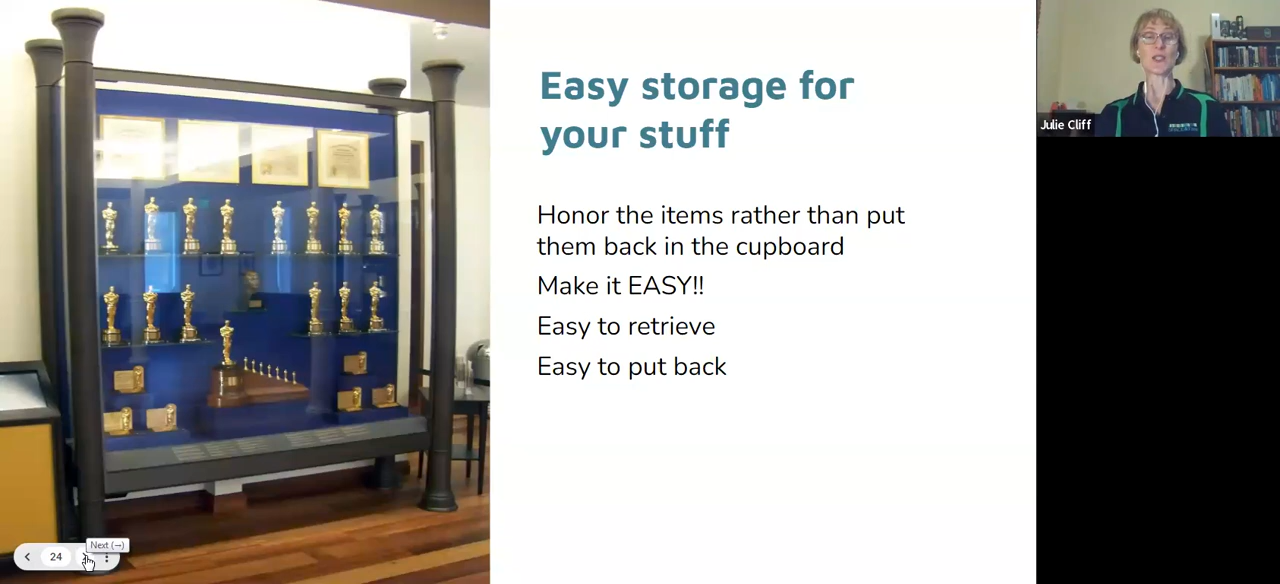 Easy storage for
your stuff
Honor the items rather than put
them back in the cupboard
Make it EASY!!
Easy to retrieve
Easy to put back
Julie Cliff
Next (→)
24